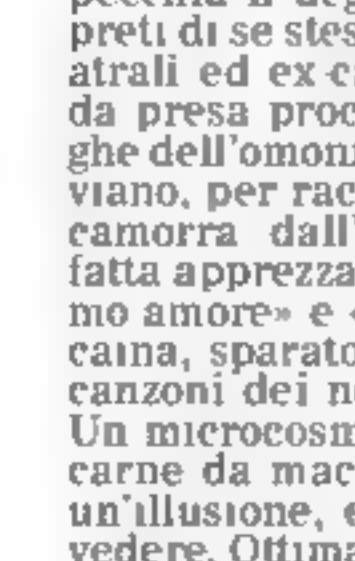 preti di se stes
atrali ed ex-c
da presa proc
ghe dell'omoni
viano, per rac
camorra dall'
fatta apprezza
mo amore» e «
caina, sparato
canzoni dei n
Un microcosm
carne da mac
un'illusione, e
vedere. Ottima